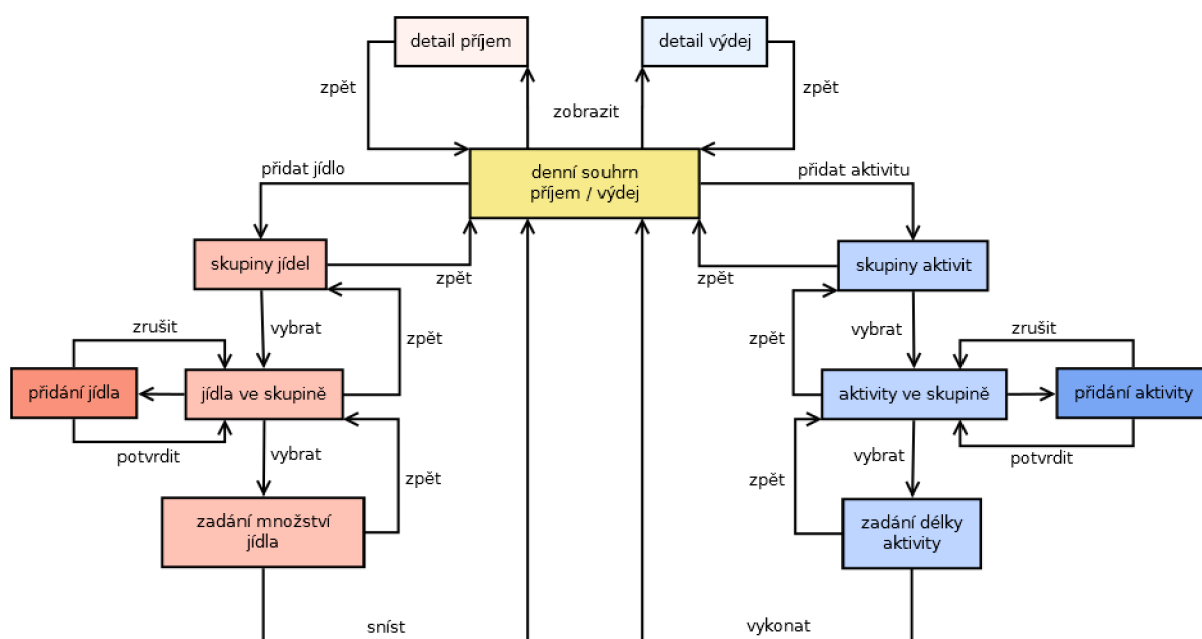 detail příjem
detail výdej
zpět
zpět
zobrazit
přidat jídlo
denní souhrn
příjem / výdej
přidat aktivitu
skupiny jídel
zpět
zpět
skupiny aktivit
zrušit
vybrat
zpět
zpět
vybrat
zrušit
přidání jídla
jídla ve skupině
aktivity ve skupině
přidání aktivity
potvrdit
vybrat
zpět
zpět
vybrat
potvrdit
zadání množství
jídla
zadání délky
aktivity
sníst
vykonat